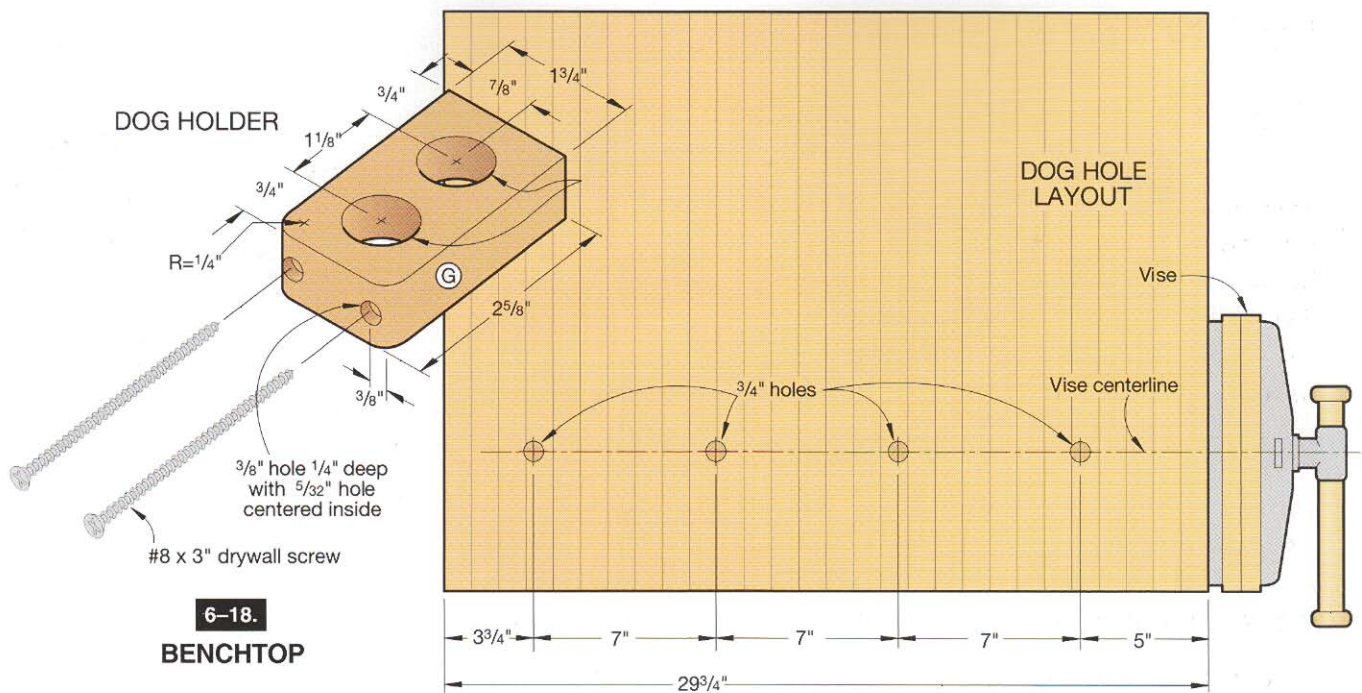 DOG HOLDER
3/4"
7/8"
1 3/4"
1 1/8"
3/4"
R=1/4"
G
2 5/8"
3/8"
3/8" hole 1/4" deep
with 5/32" hole
centered inside
#8 x 3" drywall screw
DOG HOLE
LAYOUT
Vise
3/4" holes
Vise centerline
3 3/4"
7"
7"
7"
5"
29 3/4"
6–18.
BENCHTOP